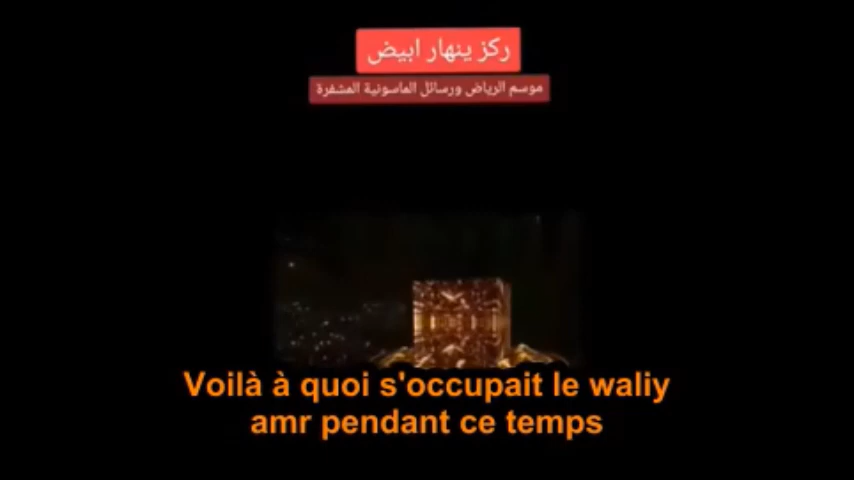 ركز ينهار ابيض
موسم الرياض ورسائل الماسونية المشفرة
Voilà à quoi s'occupait le waliy
amr pendant ce temps